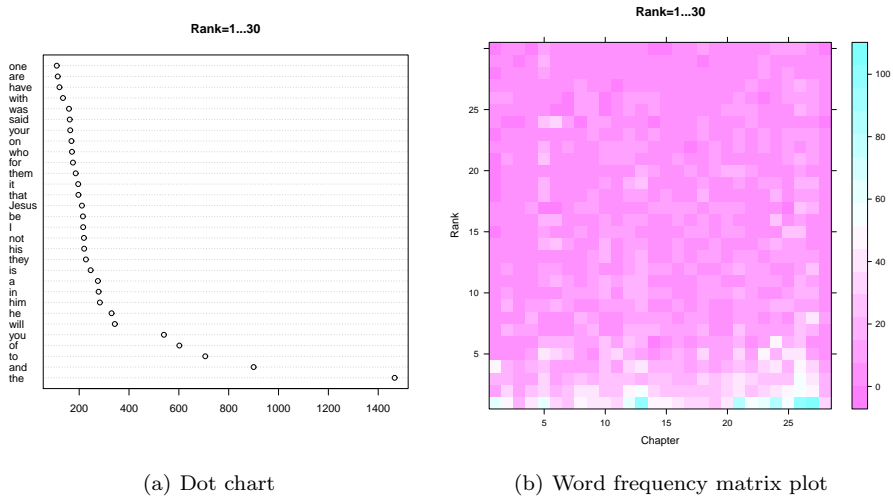 Rank=1...30
one
are
have
with
was
said
your
on
who
for
them
it
that
Jesus
be
I
not
his
they
is
a
in
him
he
will
you
of
to
and
the
200 400 600 800 1000 1200 1400
(a) Dot chart
Rank=1...30
Rank
25
20
15
10
5
5 10 15 20 25
Chapter
100
80
60
40
20
0
(b) Word frequency matrix plot